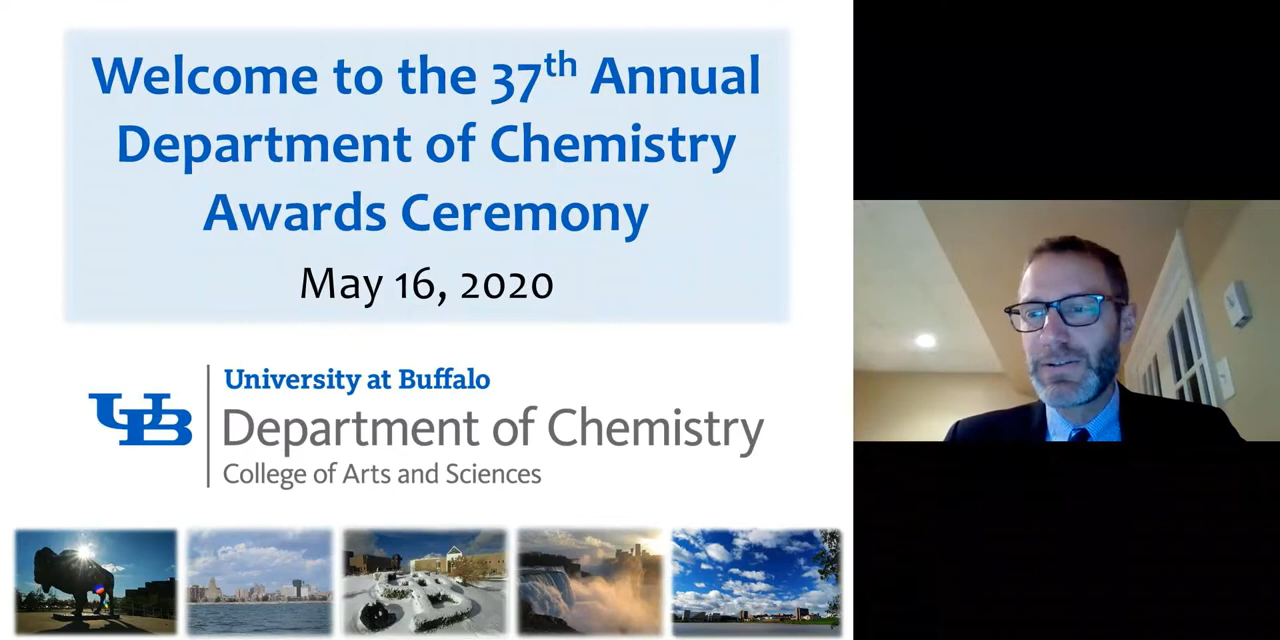 Welcome to the 37th Annual
Department of Chemistry
Awards Ceremony
May 16, 2020
UB
University at Buffalo
Department of Chemistry
College of Arts and Sciences